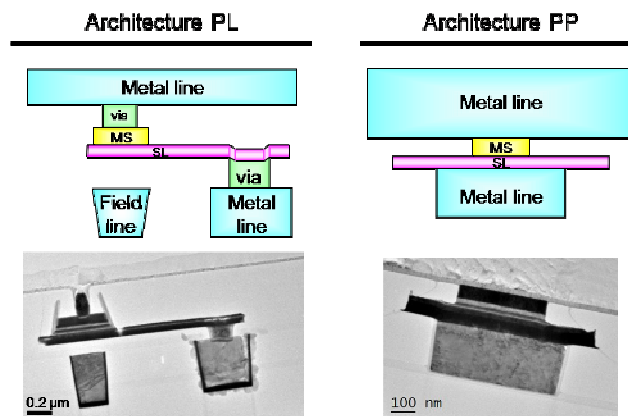 Architecture PL
Architecture PP
Metal line
via
MS
SL
via
Field
line
Metal
line
Metal line
MS
SL
Metal line
0.2 µm
100 nm